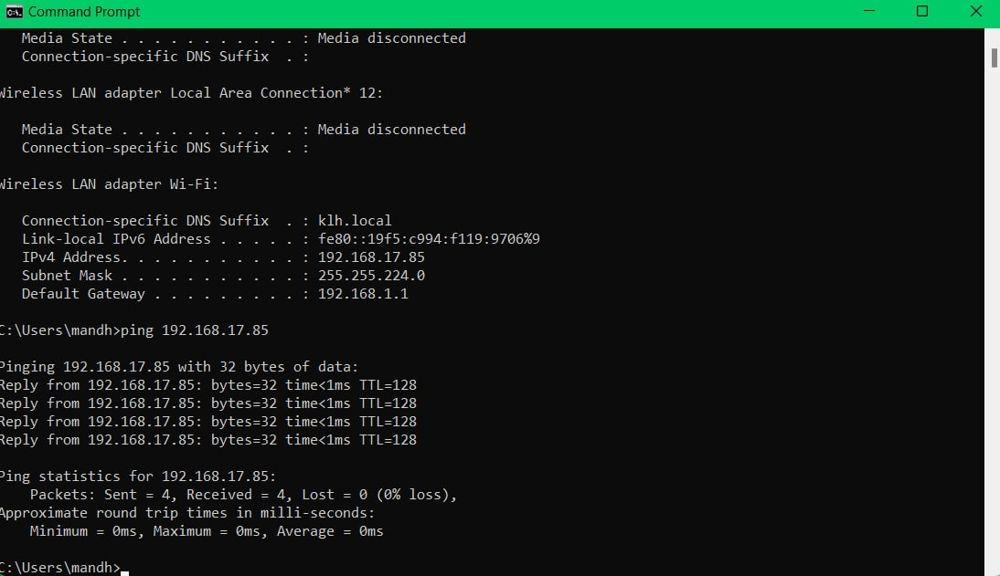 Command Prompt
Media State . . . . . . . . . . . : Media disconnected
Connection-specific DNS Suffix  . :
Wireless LAN adapter Local Area Connection* 12:
Media State . . . . . . . . . . . : Media disconnected
Connection-specific DNS Suffix  . :
Wireless LAN adapter Wi-Fi:
Connection-specific DNS Suffix  . : klh.local
Link-local IPv6 Address . . . . . : fe80::19f5:c994:f119:9706%9
IPv4 Address. . . . . . . . . . . : 192.168.17.85
Subnet Mask . . . . . . . . . . . : 255.255.224.0
Default Gateway . . . . . . . . . : 192.168.1.1
C:\Users\mandh>ping 192.168.17.85
Pinging 192.168.17.85 with 32 bytes of data:
Reply from 192.168.17.85: bytes=32 time<1ms TTL=128
Reply from 192.168.17.85: bytes=32 time<1ms TTL=128
Reply from 192.168.17.85: bytes=32 time<1ms TTL=128
Reply from 192.168.17.85: bytes=32 time<1ms TTL=128
Ping statistics for 192.168.17.85:
Packets: Sent = 4, Received = 4, Lost = 0 (0% loss),
Approximate round trip times in milli-seconds:
Minimum = 0ms, Maximum = 0ms, Average = 0ms
C:\Users\mandh>